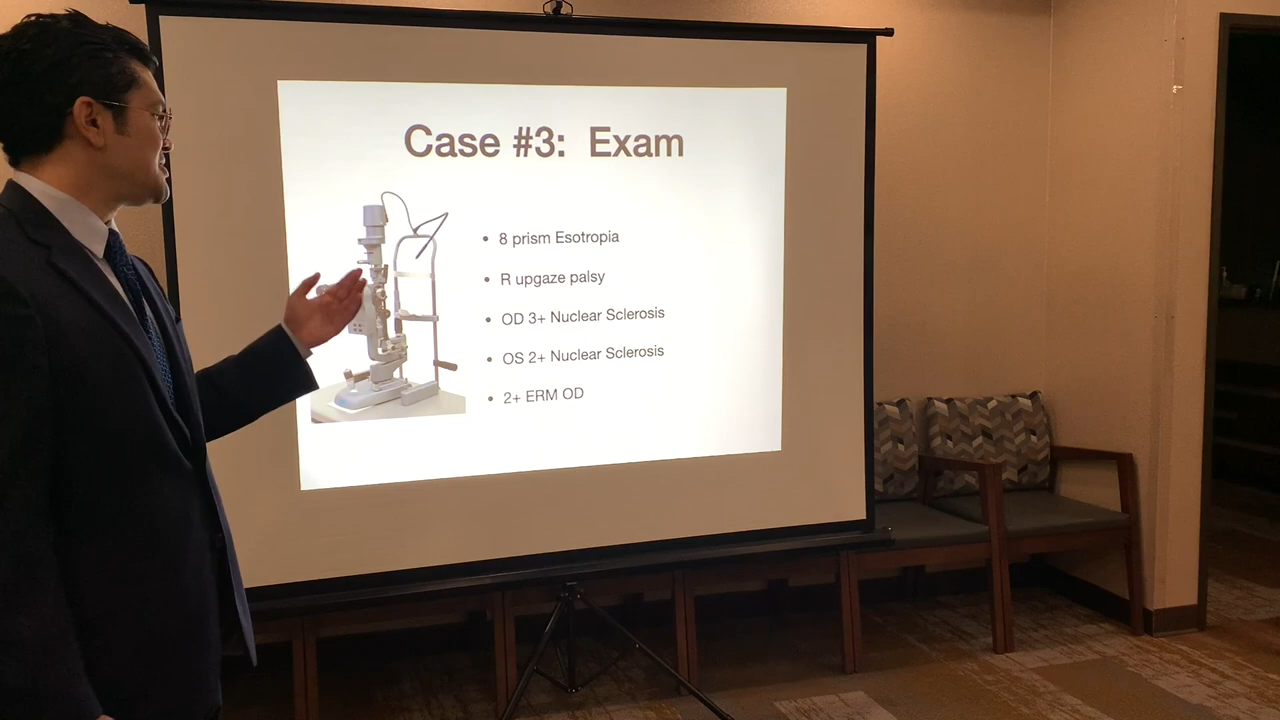 Case #3: Exam
• 8 prism Esotropia
• R upgaze palsy
• OD 3+ Nuclear Sclerosis
• OS 2+ Nuclear Sclerosis
• 2+ ERM OD